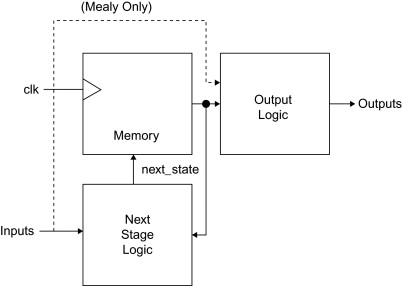 (Mealy Only)
clk
Memory
Output
Logic
Outputs
next_state
Inputs
Next
Stage
Logic